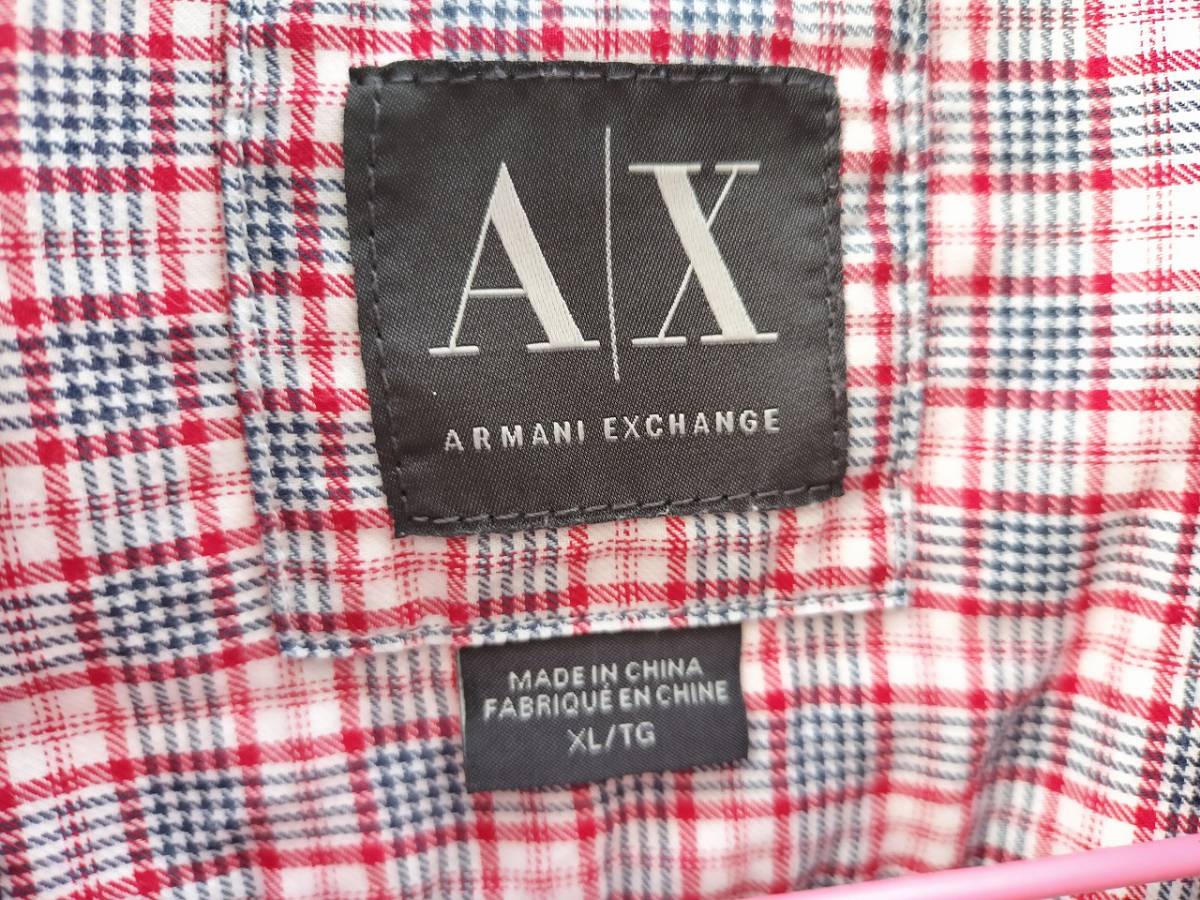 A|X
ARMANI EXCHANGE
MADE IN CHINA
FABRIQUÉ EN CHINE
XL/TG